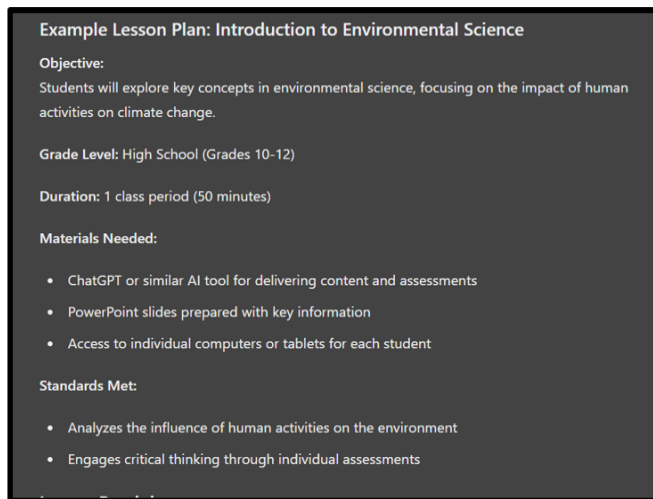 Example Lesson Plan: Introduction to Environmental Science
Objective:
Students will explore key concepts in environmental science, focusing on the impact of human
activities on climate change.
Grade Level: High School (Grades 10-12)
Duration: 1 class period (50 minutes)
Materials Needed:
• ChatGPT or similar AI tool for delivering content and assessments
• PowerPoint slides prepared with key information
• Access to individual computers or tablets for each student
Standards Met:
• Analyzes the influence of human activities on the environment
• Engages critical thinking through individual assessments